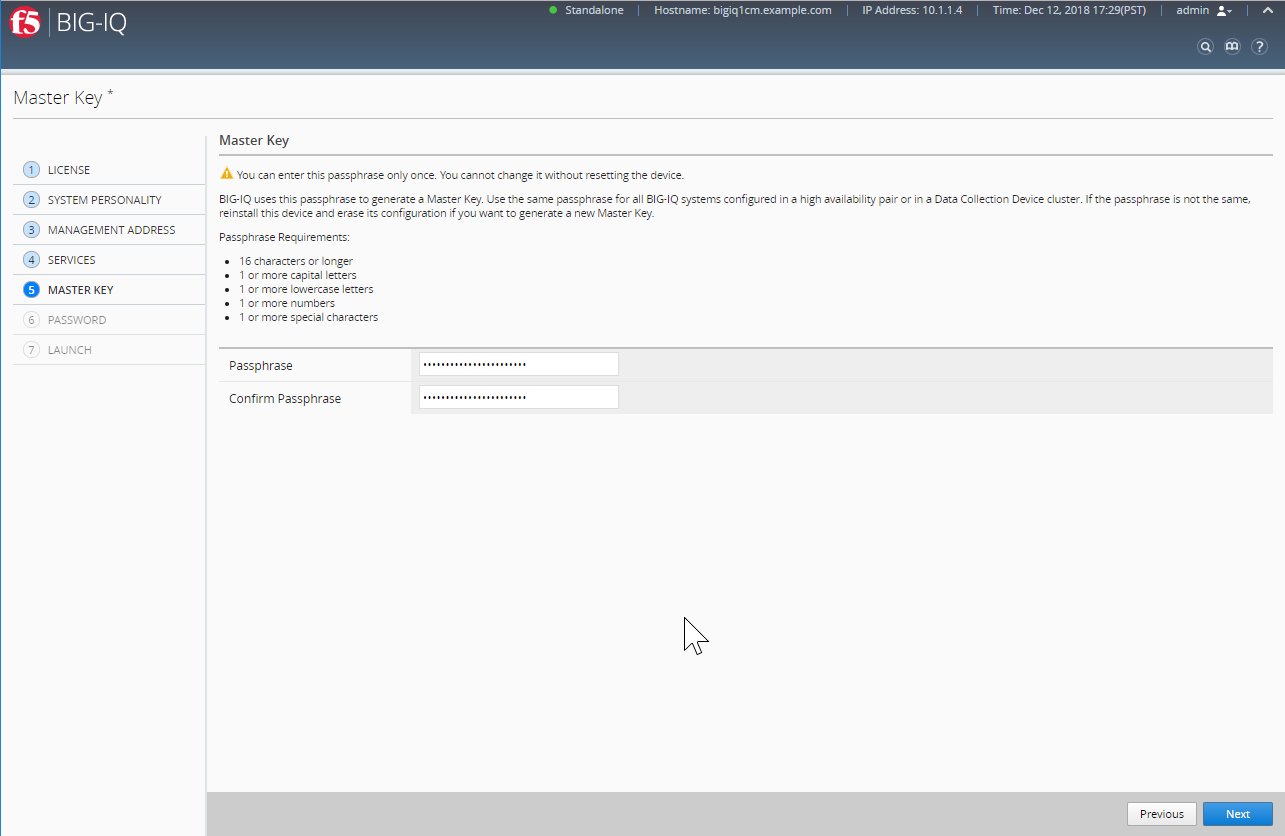 f5 BIG-IQ
Standalone Hostname: bigiq1cm.example.com IP Address: 10.1.1.4 Time: Dec 12, 2018 17:29(PST) admin
?
Master Key *
1 LICENSE
2 SYSTEM PERSONALITY
3 MANAGEMENT ADDRESS
4 SERVICES
5 MASTER KEY
6 PASSWORD
7 LAUNCH
Master Key
You can enter this passphrase only once. You cannot change it without resetting the device.
BIG-IQ uses this passphrase to generate a Master Key. Use the same passphrase for all BIG-IQ systems configured in a high availability pair or in a Data Collection Device cluster. If the passphrase is not the same,
reinstall this device and erase its configuration if you want to generate a new Master Key.
Passphrase Requirements:
• 16 characters or longer
• 1 or more capital letters
• 1 or more lowercase letters
• 1 or more numbers
• 1 or more special characters
Passphrase
Confirm Passphrase
Previous Next